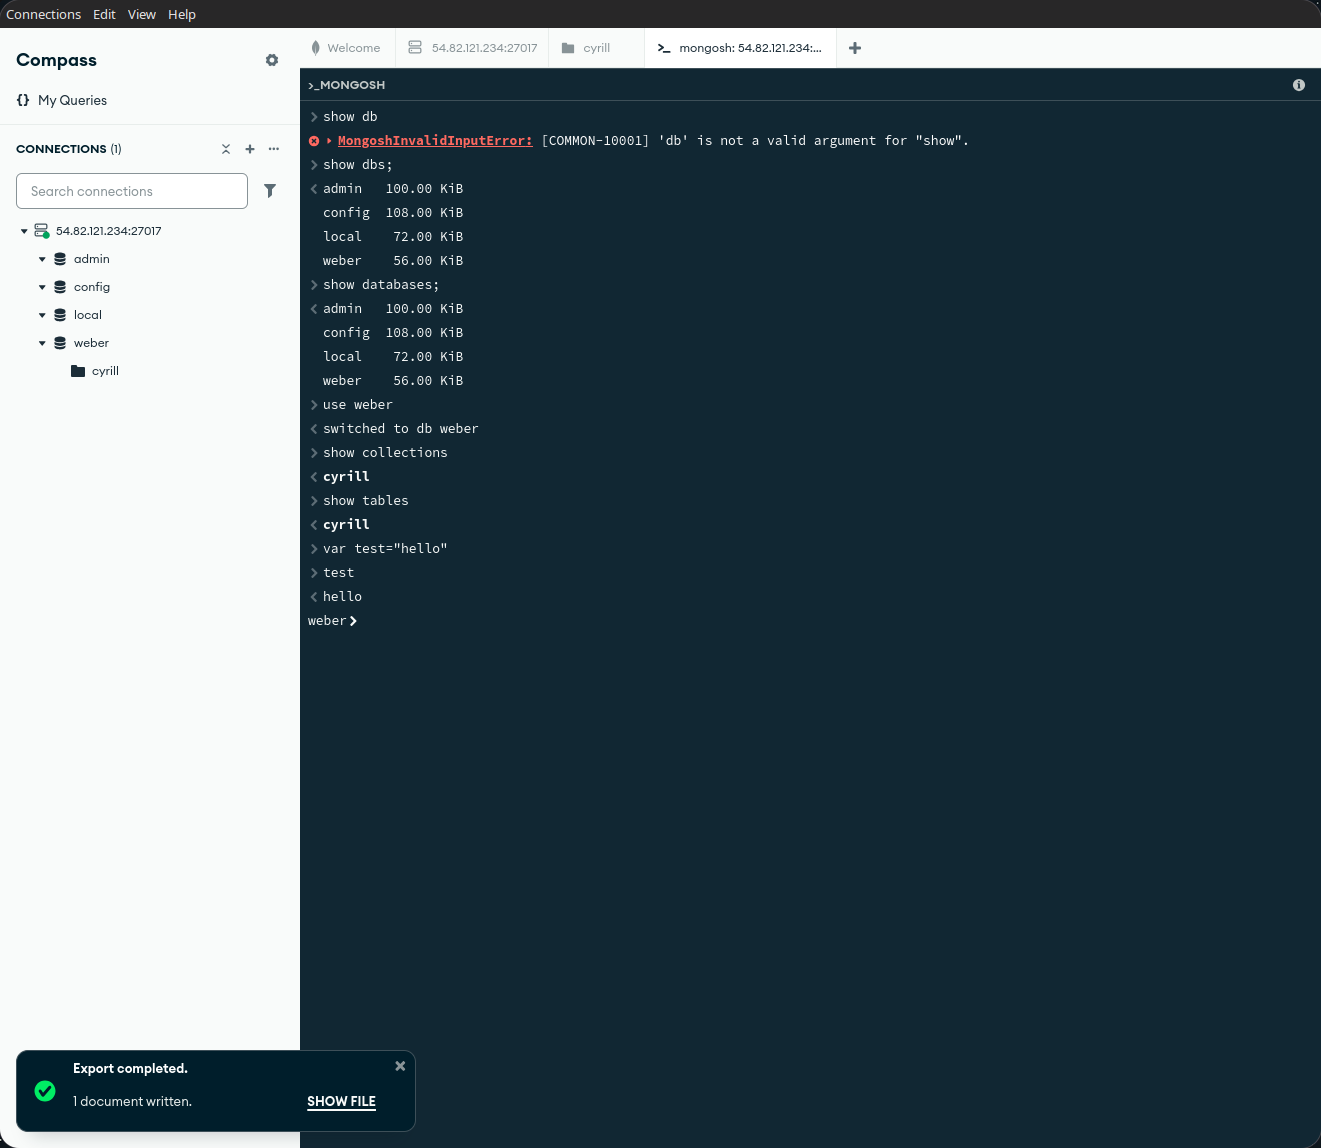 Connections Edit View Help
Compass
{} My Queries
CONNECTIONS (1)
Search connections
54.82.121.234:27017
admin
config
local
weber
cyrill
Welcome
54.82.121.234:27017
cyrill
>_ mongosh: 54.82.121.234:...
>_MONGOSH
> show db
MongoshInvalidInputError: [COMMON-10001] 'db' is not a valid argument for "show".
> show dbs;
< admin 100.00 KiB
config 108.00 KiB
local 72.00 KiB
weber 56.00 KiB
> show databases;
< admin 100.00 KiB
config 108.00 KiB
local 72.00 KiB
weber 56.00 KiB
> use weber
< switched to db weber
> show collections
< cyrill
> show tables
< cyrill
> var test="hello"
> test
< hello
weber>
Export completed.
1 document written.
SHOW FILE